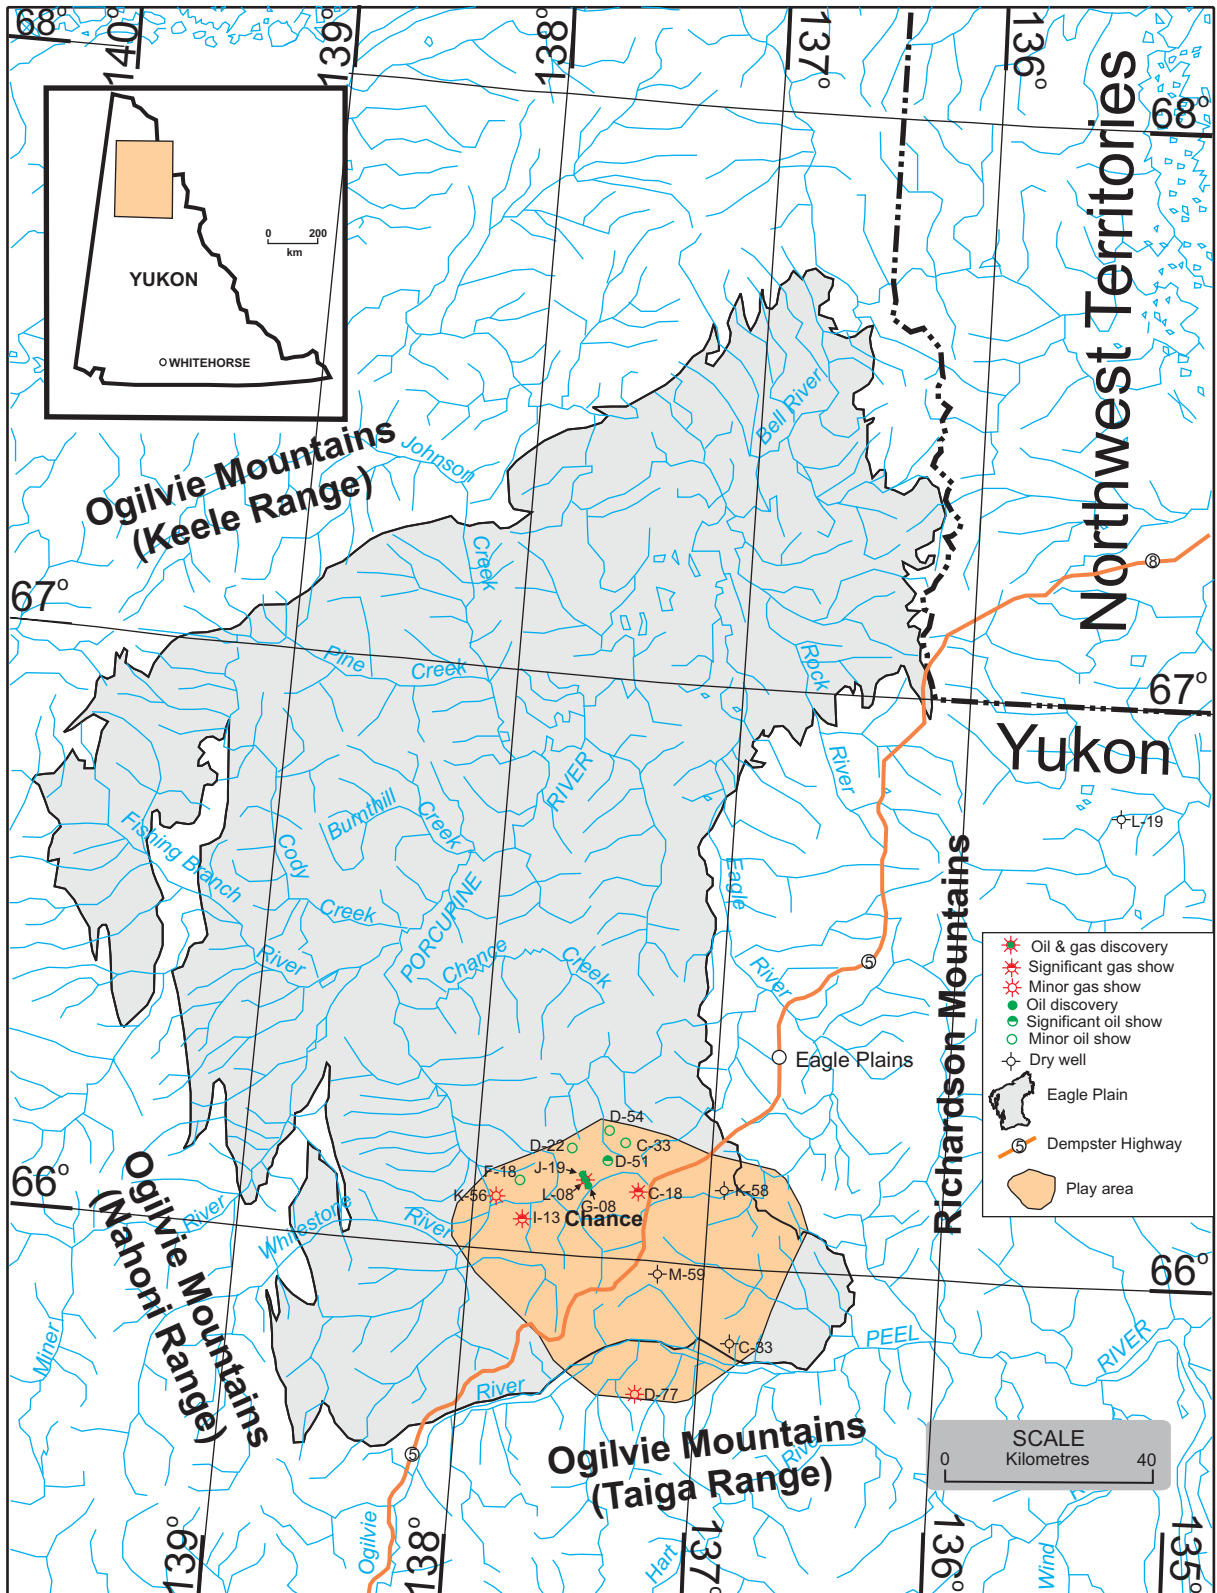 68°
140°
139°
138°
137°
136°
68°
Northwest Territories
0 200
km
YUKON
WHITEHORSE
Bell River
Johnson
Ogilvie Mountains
(Keele Range)
Creek
8
67°
Pine
Creek
Rock
67°
Yukon
River
RIVER
Burnthill
Creek
L-19
Fishing Branch
Cody
Eagle
Creek
PORCUPINE
River
Chance
Creek
River
5
Richardson Mountains
Oil & gas discovery
Significant gas show
Minor gas show
Oil discovery
Significant oil show
Minor oil show
Dry well
Eagle Plain
5
Dempster Highway
Play area
Eagle Plains
D-54
D-22
C-33
J-19
D-51
F-18
K-56
L-08
G-08
C-18
K-58
I-13
Chance
66°
River
Whitestone
River
M-59
66°
Ogilvie Mountains
(Nahoni Range)
Miner
C-33
PEEL
RIVER
River
D-77
Ogilvie Mountains
(Taiga Range)
River
SCALE
Kilometres
0 40
5
Ogilvie
Hart
Wind
139°
138°
137°
136°
135°